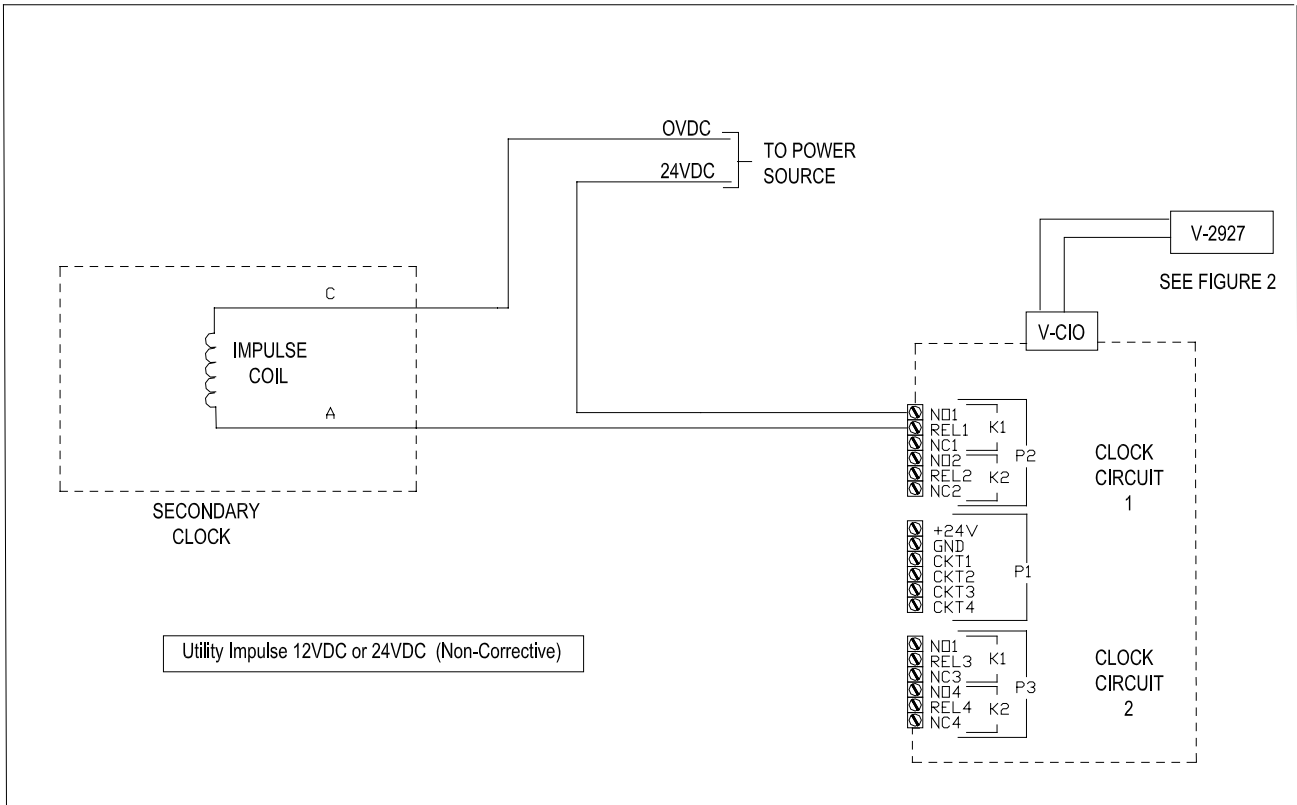 OVDC
24VDC
TO POWER
SOURCE
V-2927
SEE FIGURE 2
V-CIO
C
IMPULSE
COIL
A
SECONDARY
CLOCK
NO1
REL1
NC1
NO2
REL2
NC2
K1
K2
P2
CLOCK
CIRCUIT
1
+24V
GND
CKT1
CKT2
CKT3
CKT4
P1
NO1
REL3
NC3
NO4
REL4
NC4
K1
K2
P3
CLOCK
CIRCUIT
2
Utility Impulse 12VDC or 24VDC (Non-Corrective)